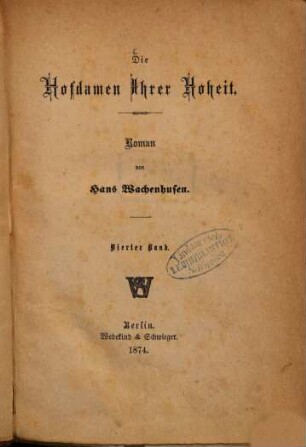 Die
Hofdamen Ihrer Hoheit.
Roman
von
Hans Wachenhusen.
Vierter Band.
W
Berlin.
Wedekind & Schwieger.
1874.